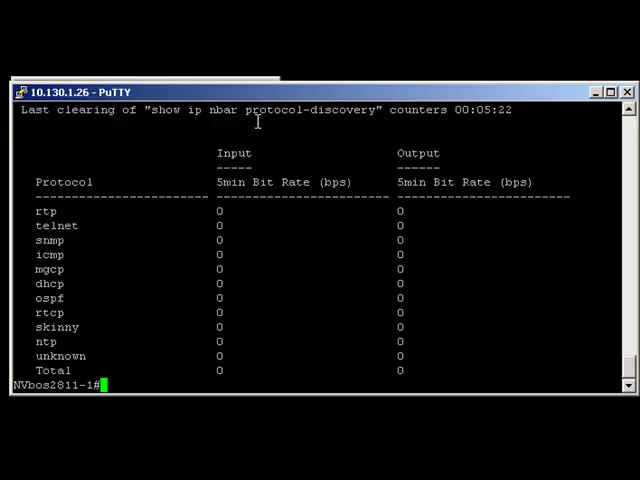 10.130.1.26 - PuTTY
Last clearing of "show ip nbar protocol-discovery" counters 00:05:22
Input Output
----- ------
Protocol 5min Bit Rate (bps) 5min Bit Rate (bps)
------------------------ ------------------------ ------------------------
rtp 0 0
telnet 0 0
snmp 0 0
icmp 0 0
mgcp 0 0
dhcp 0 0
ospf 0 0
rtcp 0 0
skinny 0 0
ntp 0 0
unknown 0 0
Total 0 0
NVbos2811-1#